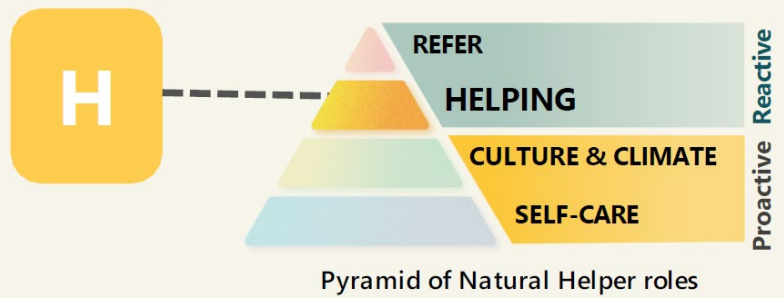 H
REFER
HELPING
CULTURE & CLIMATE
SELF-CARE
Reactive
Proactive
Pyramid of Natural Helper roles